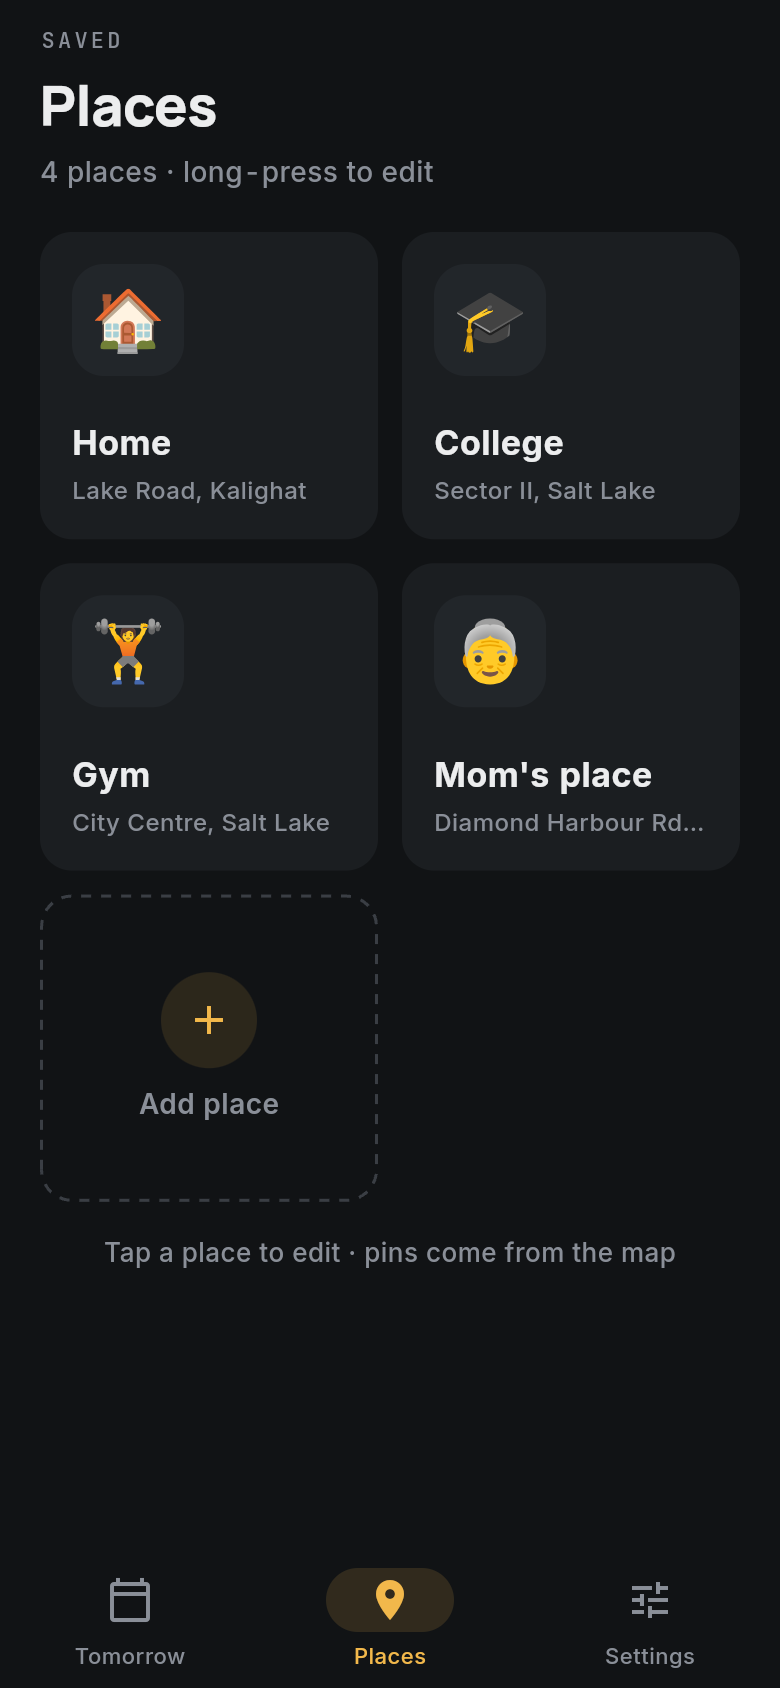 SAVED
Places
4 places · long-press to edit
Home
Lake Road, Kalighat
College
Sector II, Salt Lake
Gym
City Centre, Salt Lake
Mom's place
Diamond Harbour Rd...
Add place
Tap a place to edit · pins come from the map
Tomorrow
Places
Settings